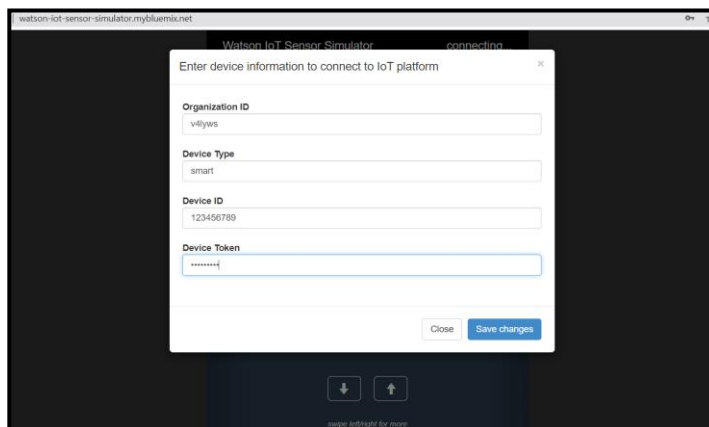 watson-iot-sensor-simulator.mybluemix.net
Watson IoT Sensor Simulator connecting...
Enter device information to connect to IoT platform ×
Organization ID
v4lyws
Device Type
smart
Device ID
123456789
Device Token
•••••••••
Close Save changes
swipe left/right for more